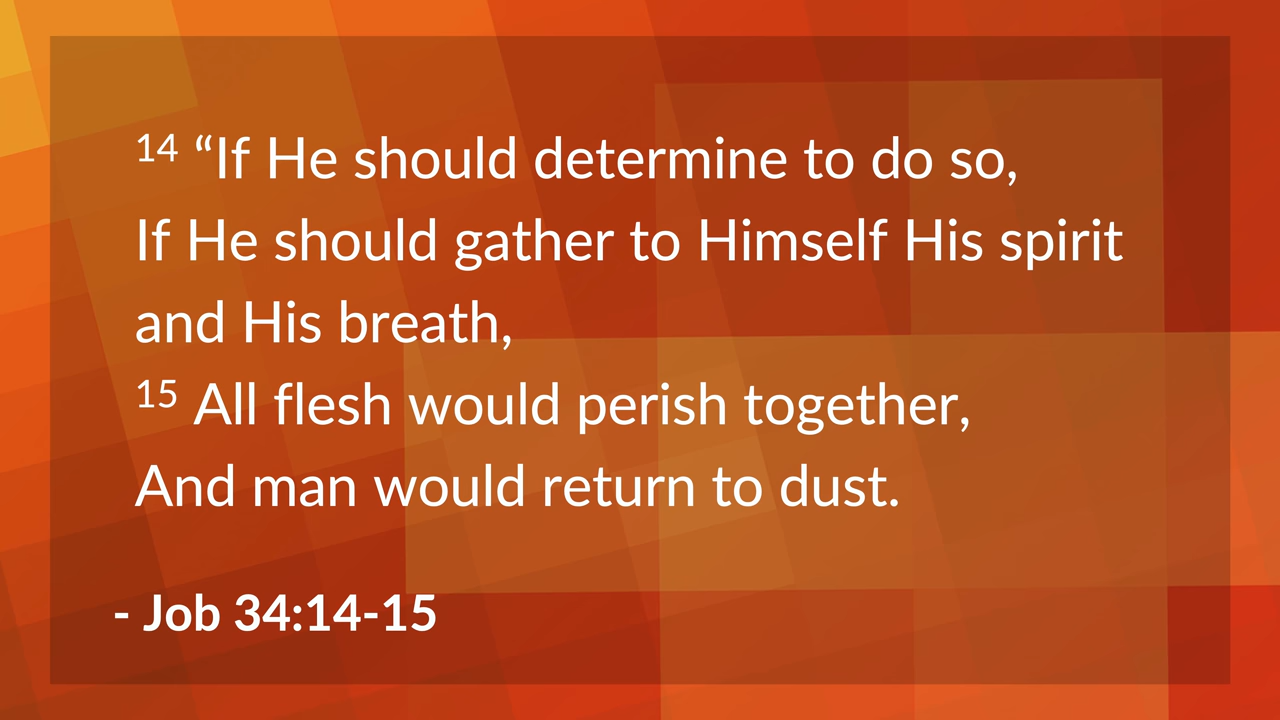 14 “If He should determine to do so,
If He should gather to Himself His spirit
and His breath,
15 All flesh would perish together,
And man would return to dust.
- Job 34:14-15